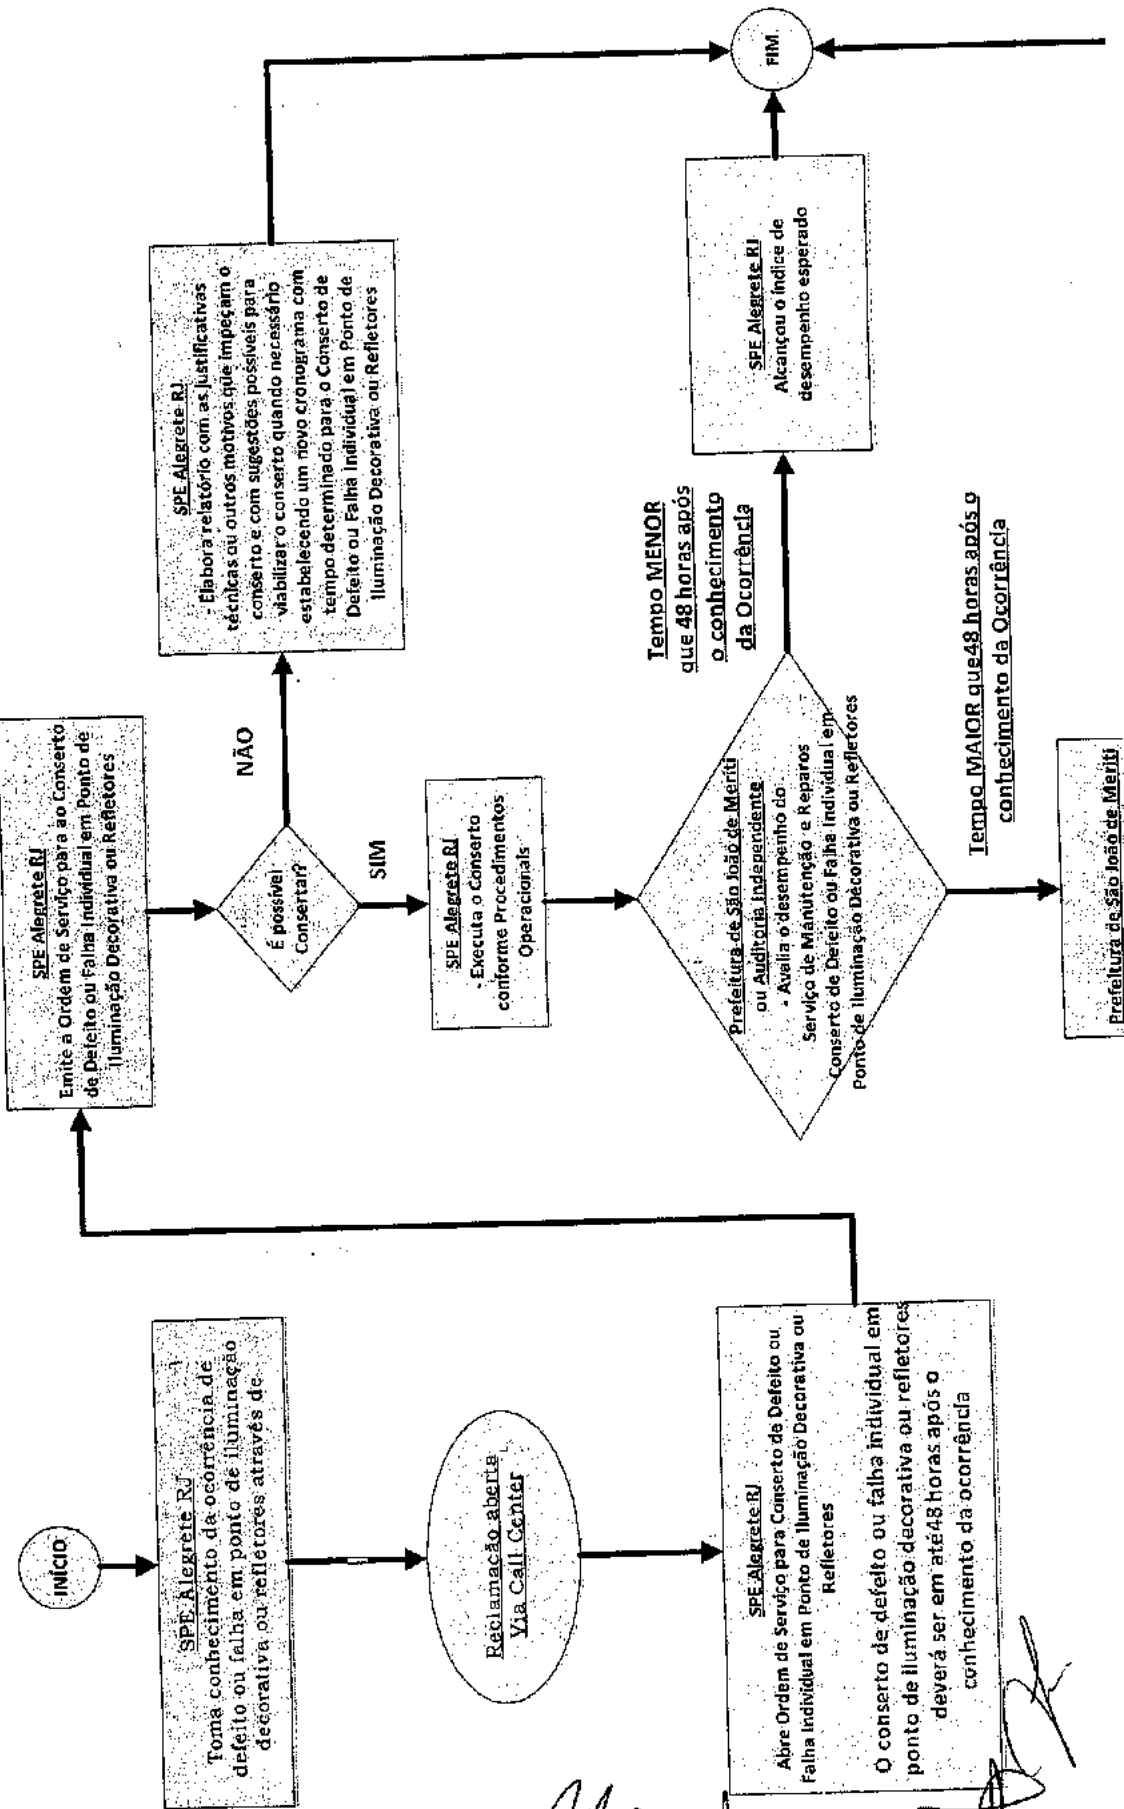 INÍCIO
SPE Alegrete RJ
Toma conhecimento da ocorrência de
defeito ou falha em ponto de iluminação
decorativa ou refletores através de
Reclamação aberta
Via Call Center
SPE Alegrete RJ
Abre Ordem de Serviço para Conserto de Defeito ou
Falha Individual em Ponto de Iluminação Decorativa ou
Refletores
O conserto de defeito ou falha individual em
ponto de iluminação decorativa ou refletores
deverá ser em até48 horas após o
conhecimento da ocorrência
SPE Alegrete RJ
Emite a Ordem de Serviço para ao Conserto
de Defeito ou Falha Individual em Ponto de
Iluminação Decorativa ou Refletores
É possível
Consertar?
NÃO
SPE Alegrete RJ
- Elabora relatório com as justificativas
técnicas ou outros motivos que impeçam o
conserto e com sugestões possíveis para
viabilizar o conserto quando necessário
estabelecendo um novo cronograma com
tempo determinado para o Conserto de
Defeito ou Falha Individual em Ponto de
Iluminação Decorativa ou Refletores
SIM
SPE Alegrete RJ
- Executa o Conserto
conforme Procedimentos
Operacionais
Prefeitura de São João de Meriti
ou Auditoria Independente
- Avalia o desempenho do
Serviço de Manutenção e Reparos -
Conserto de Defeito ou Falha Individual em
Ponto de Iluminação Decorativa ou Refletores
Tempo MENOR
que 48 horas após
o conhecimento
da Ocorrência
SPE Alegrete RJ
Alcançou o índice de
desempenho esperado
FIM
Tempo MAIOR que48 horas após o
conhecimento da Ocorrência
Prefeitura de São João de Meriti